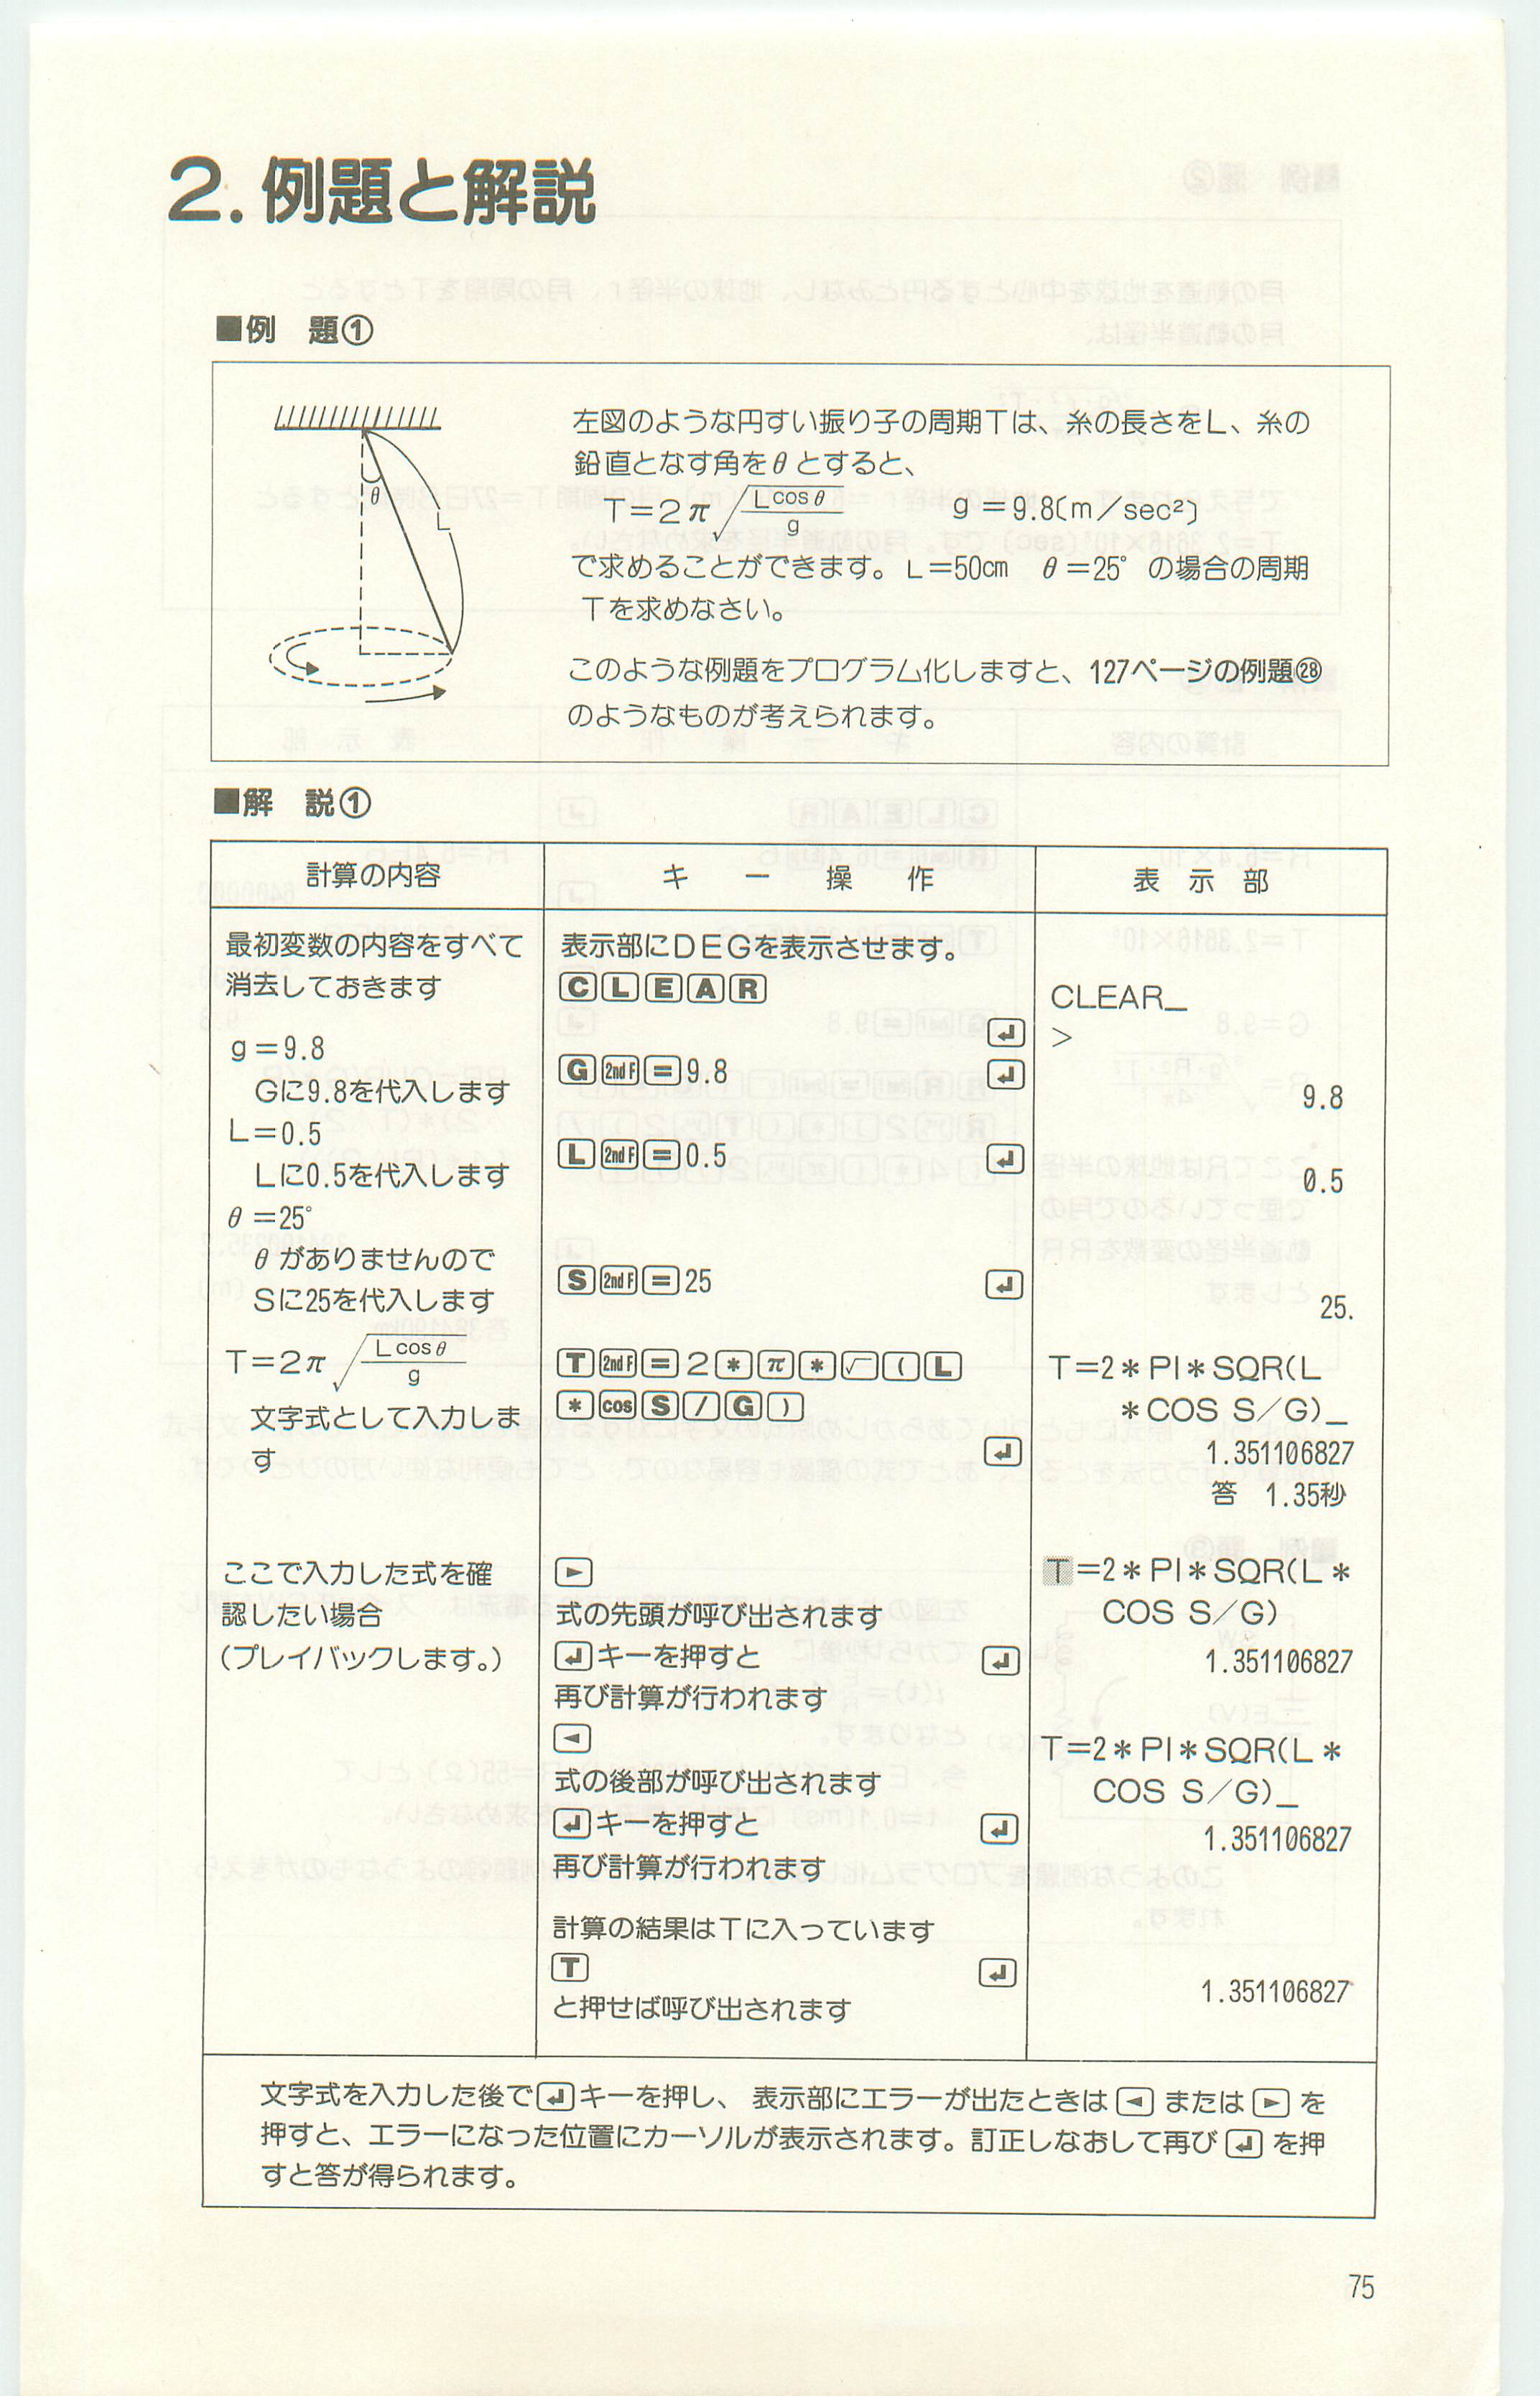 2. 例題と解説
■例　題①
θ
L
左図のような円すい振り子の周期Tは、糸の長さをL、糸の
鉛直となす角をθとすると、
T=2π√(Lcosθ/g)　g=9.8(m/sec²)
で求めることができます。L=50cm　θ=25°の場合の周期
Tを求めなさい。
このような例題をプログラム化しますと、127ページの例題㉘
のようなものが考えられます。
■解　説①
計算の内容　キー操作　表示部
最初変数の内容をすべて
消去しておきます
表示部にDEGを表示させます。
C L E A R
CLEAR_
↵
>
g=9.8
Gに9.8を代入します
G 2ndF = 9.8 ↵
9.8
L=0.5
Lに0.5を代入します
L 2ndF = 0.5 ↵
0.5
θ=25°
θがありませんので
Sに25を代入します
S 2ndF = 25 ↵
25.
T=2π√(Lcosθ/g)
文字式として入力しま
す
T 2ndF = 2 * π * √ ( L
* cos S / G )
↵
T=2*PI*SQR(L
*COS S/G)_
1.351106827
答　1.35秒
ここで入力した式を確
認したい場合
(プレイバックします。)
►
式の先頭が呼び出されます
↵キーを押すと ↵
再び計算が行われます
T=2*PI*SQR(L*
COS S/G)
1.351106827
◄
式の後部が呼び出されます
↵キーを押すと ↵
再び計算が行われます
T=2*PI*SQR(L*
COS S/G)_
1.351106827
計算の結果はTに入っています
T ↵
と押せば呼び出されます
1.351106827
文字式を入力した後で↵キーを押し、表示部にエラーが出たときは◄または►を
押すと、エラーになった位置にカーソルが表示されます。訂正しなおして再び↵を押
すと答が得られます。
75